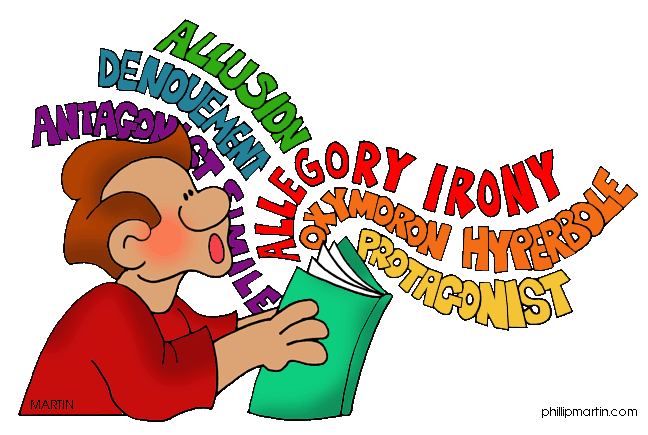 ALLUSION
DENOUEMENT
ANTAGONIST SIMILE
ALLEGORY IRONY
OXYMORON HYPERBOLE
PROTAGONIST
MARTIN
phillipmartin.com